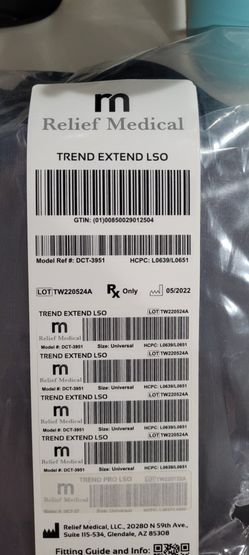 rn
Relief Medical
TREND EXTEND LSO
GTIN: (01)00850029012504
Model Ref #: DCT-3951 HCPC: L0639/L0651
LOT TW220524A Rx Only 05/2022
TREND EXTEND LSO LOT TW220524A
rn
Relief Medical
Model #: DCT-3951 Size: Universal HCPC: L0639/L0651
TREND EXTEND LSO LOT TW220524A
rn
Relief Medical
Model #: DCT-3951 Size: Universal HCPC: L0639/L0651
TREND EXTEND LSO LOT TW220524A
rn
Relief Medical
Model #: DCT-3951 Size: Universal HCPC: L0639/L0651
TREND EXTEND LSO LOT TW220524A
rn
Relief Medical
Model #: DCT-3951 Size: Universal HCPC: L0639/L0651
TREND PRO LSO
Relief Medical, LLC., 20280 N 59th Ave.,
Suite 115-534, Glendale, AZ 85308
Fitting Guide and Info: